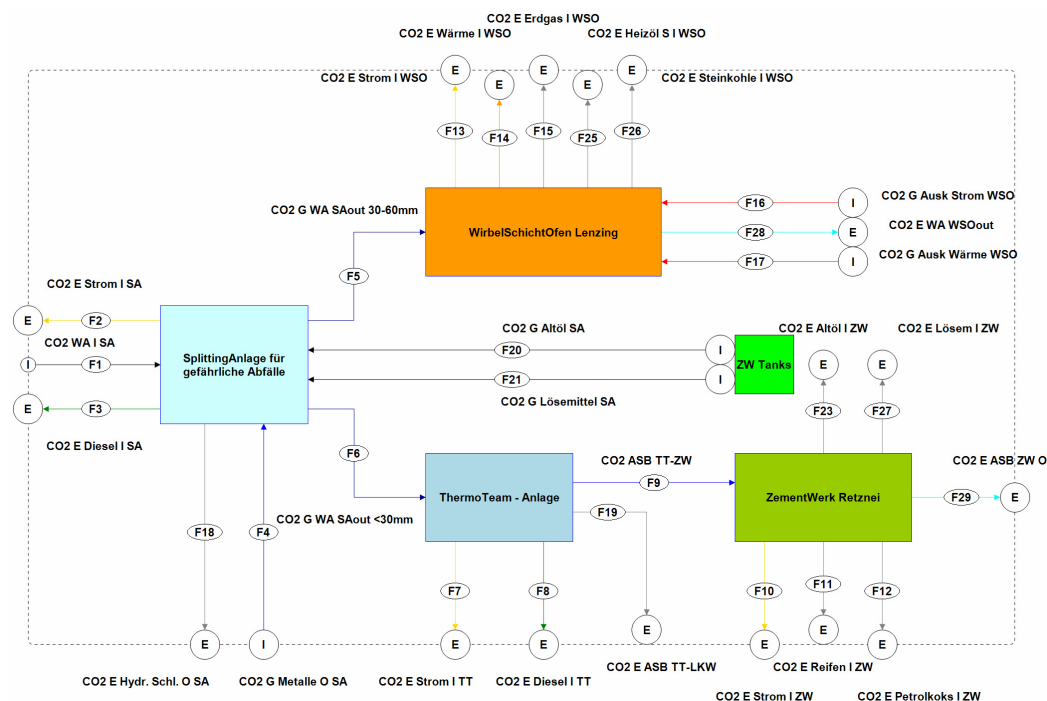 CO2 E Erdgas I WSO
CO2 E Wärme I WSO
CO2 E Heizöl S I WSO
CO2 E Strom I WSO
E
E
E
E
E
CO2 E Steinkohle I WSO
F13
F14
F15
F25
F26
CO2 G WA SAout 30-60mm
WirbelSchichtOfen Lenzing
F16
I
CO2 G Ausk Strom WSO
F28
E
CO2 E WA WSOout
F17
I
CO2 G Ausk Wärme WSO
F5
CO2 E Strom I SA
E
F2
CO2 WA I SA
I
F1
E
F3
CO2 E Diesel I SA
SplittingAnlage für
gefährliche Abfälle
CO2 G Altöl SA
F20
I
F21
I
CO2 G Lösemittel SA
ZW Tanks
CO2 E Altöl I ZW
CO2 E Lösem I ZW
E
E
F23
F27
F6
CO2 G WA SAout <30mm
ThermoTeam - Anlage
CO2 ASB TT-ZW
F9
F19
ZementWerk Retznei
CO2 E ASB ZW O
F29
E
F18
F4
F7
F8
F10
F11
F12
E
I
E
E
E
E
E
E
CO2 E Hydr. Schl. O SA
CO2 G Metalle O SA
CO2 E Strom I TT
CO2 E Diesel I TT
CO2 E ASB TT-LKW
CO2 E Reifen I ZW
CO2 E Strom I ZW
CO2 E Petrolkoks I ZW